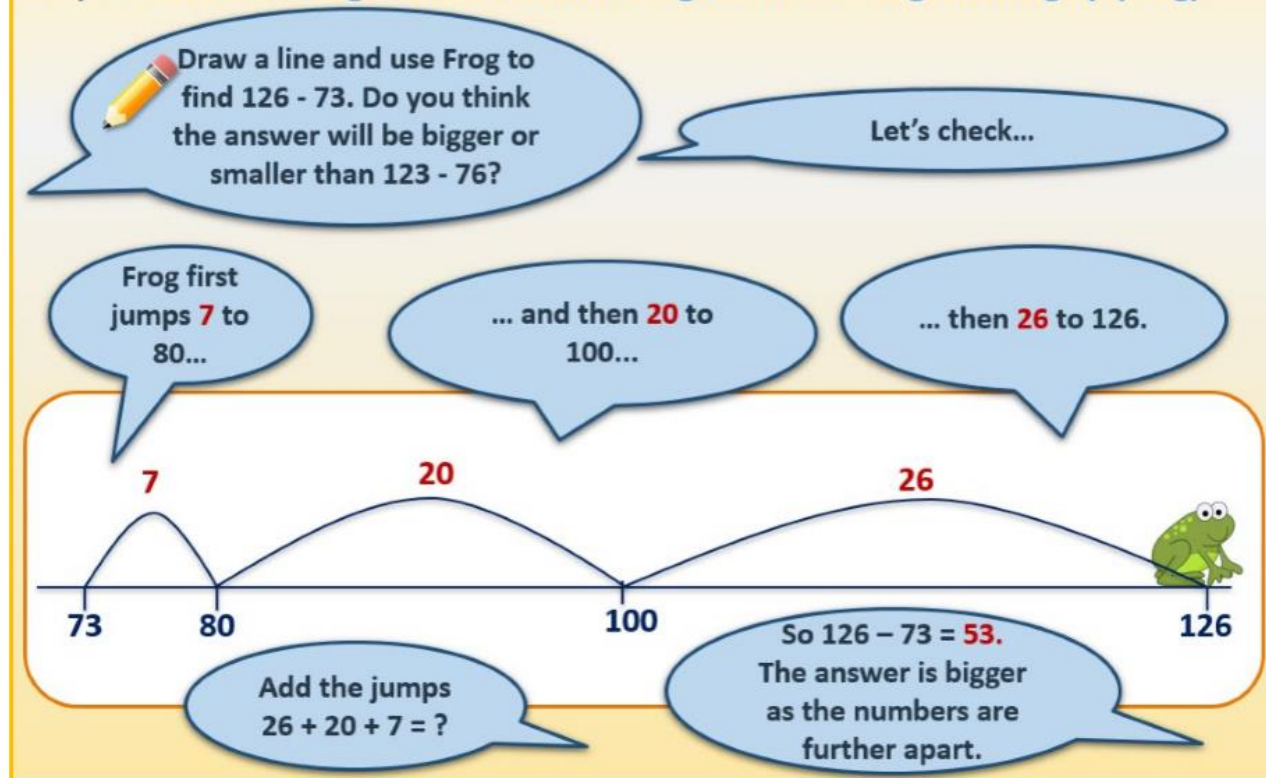 Draw a line and use Frog to
find 126 - 73. Do you think
the answer will be bigger or
smaller than 123 - 76?
Let's check...
Frog first
jumps 7 to
80...
... and then 20 to
100...
... then 26 to 126.
7
20
26
73
80
100
126
Add the jumps
26 + 20 + 7 = ?
So 126 – 73 = 53.
The answer is bigger
as the numbers are
further apart.